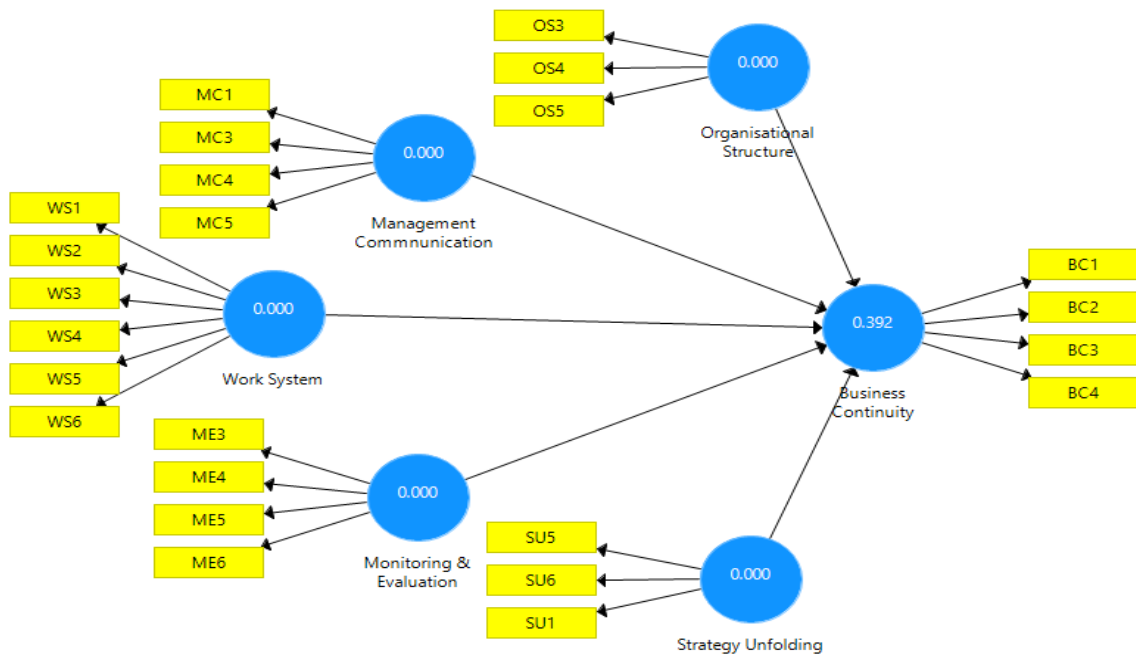 OS3
OS4
OS5
0.000
Organisational
Structure
MC1
MC3
MC4
MC5
0.000
Management
Commnunication
WS1
WS2
WS3
WS4
WS5
WS6
0.000
Work System
0.392
Business
Continuity
BC1
BC2
BC3
BC4
ME3
ME4
ME5
ME6
0.000
Monitoring &
Evaluation
SU5
SU6
SU1
0.000
Strategy Unfolding